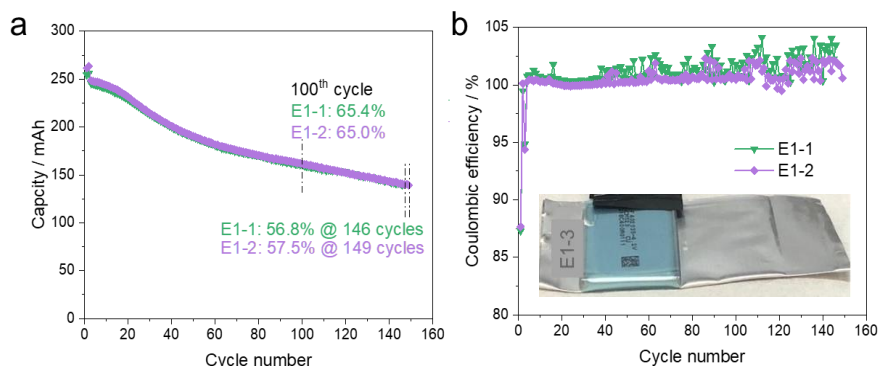 a
300
250
200
150
100
50
0
0 20 40 60 80 100 120 140 160
Capcity / mAh
Cycle number
100th cycle
E1-1: 65.4%
E1-2: 65.0%
E1-1: 56.8% @ 146 cycles
E1-2: 57.5% @ 149 cycles
b
105
100
95
90
85
80
0 20 40 60 80 100 120 140 160
Coulombic efficiency / %
Cycle number
E1-1
E1-2
E1-3